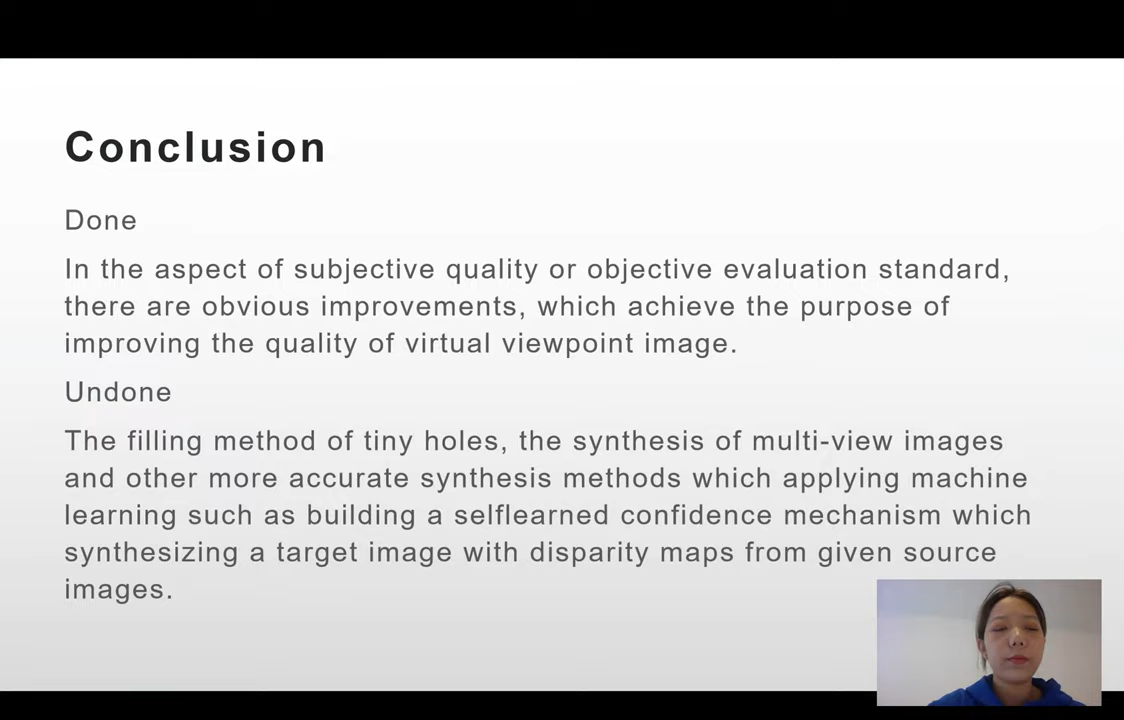 Conclusion
Done
In the aspect of subjective quality or objective evaluation standard,
there are obvious improvements, which achieve the purpose of
improving the quality of virtual viewpoint image.
Undone
The filling method of tiny holes, the synthesis of multi-view images
and other more accurate synthesis methods which applying machine
learning such as building a selflearned confidence mechanism which
synthesizing a target image with disparity maps from given source
images.